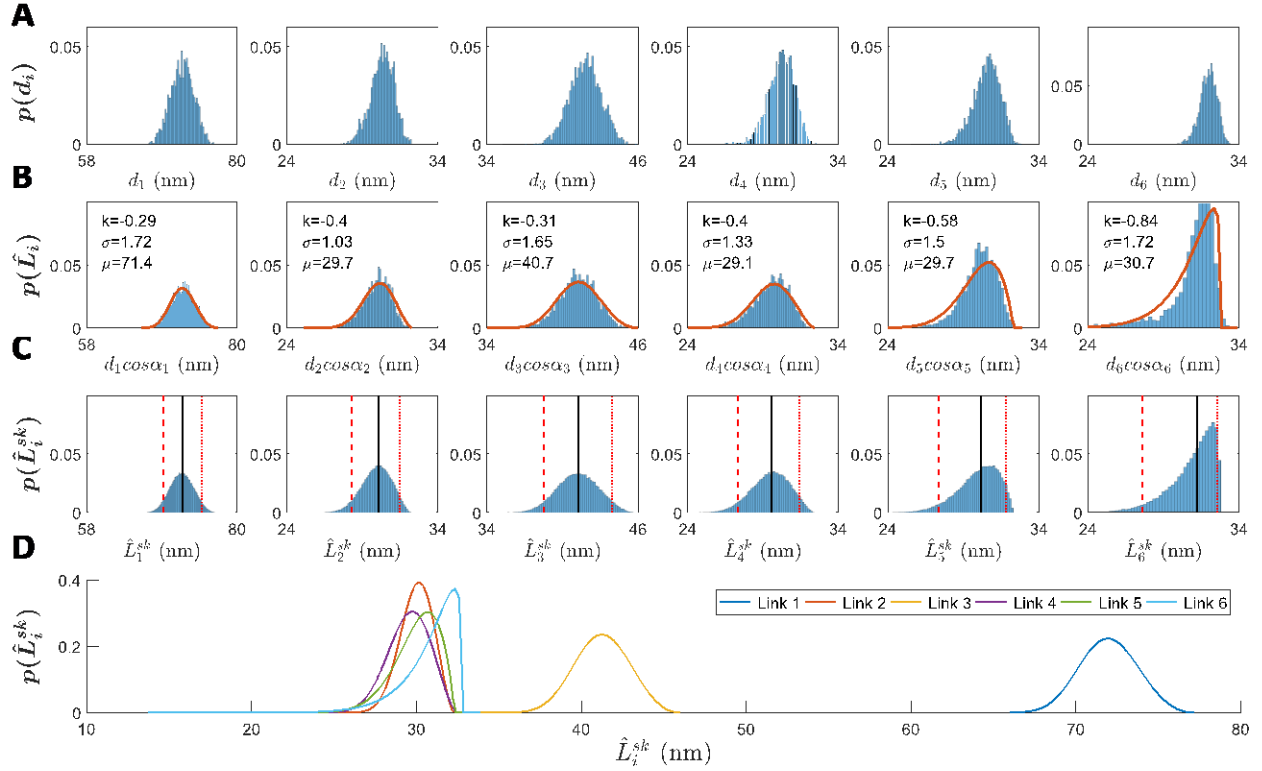 A
p(d_i)
0.05 0.05 0.05 0.05 0.05 0.05
0 0 0 0 0 0
58 80 24 34 34 46 24 34 24 34 24 34
d_1 (nm) d_2 (nm) d_3 (nm) d_4 (nm) d_5 (nm) d_6 (nm)
B
p(L̂_i)
k=-0.29 k=-0.4 k=-0.31 k=-0.4 k=-0.58 k=-0.84
σ=1.72 σ=1.03 σ=1.65 σ=1.33 σ=1.5 σ=1.72
μ=71.4 μ=29.7 μ=40.7 μ=29.1 μ=29.7 μ=30.7
0.05 0.05 0.05 0.05 0.05 0.05
0 0 0 0 0 0
58 80 24 34 34 46 24 34 24 34 24 34
d_1cosα_1 (nm) d_2cosα_2 (nm) d_3cosα_3 (nm) d_4cosα_4 (nm) d_5cosα_5 (nm) d_6cosα_6 (nm)
C
p(L̂_i^{sk})
0.05 0.05 0.05 0.05 0.05 0.05
0 0 0 0 0 0
58 80 24 34 34 46 24 34 24 34 24 34
L̂_1^{sk} (nm) L̂_2^{sk} (nm) L̂_3^{sk} (nm) L̂_4^{sk} (nm) L̂_5^{sk} (nm) L̂_6^{sk} (nm)
D
p(L̂_i^{sk})
0.4
0.2
0
Link 1 Link 2 Link 3 Link 4 Link 5 Link 6
10 20 30 40 50 60 70 80
L̂_i^{sk} (nm)